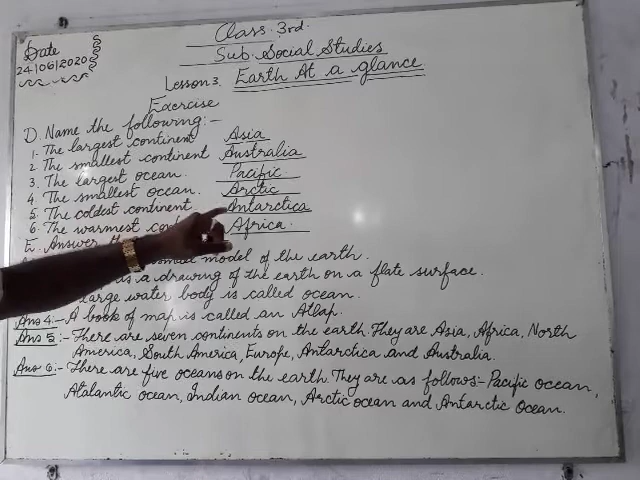 Class. 3rd.
Date
24/06/2020
Sub. Social Studies
Lesson 3. Earth At a glance
Exercise
D. Name the following:-
1. The largest continent Asia
2. The smallest continent Australia
3. The largest ocean. Pacific
4. The smallest ocean. Arctic
5. The coldest continent Antarctica
6. The warmest Africa.
E. Answer
model of the earth.
is a drawing of the earth on a flate surface.
large water body is called ocean.
Ans 4:- A book of map is called an Atlap.
Ans 5:- There are seven continents on the earth. They are Asia, Africa, North
America, South America, Europe, Antarctica and Australia.
Ans 6:- There are five oceans on the earth. They are as follows:- Pacific ocean,
Atalantic ocean, Indian ocean, Arctic ocean and Antarctic Ocean.